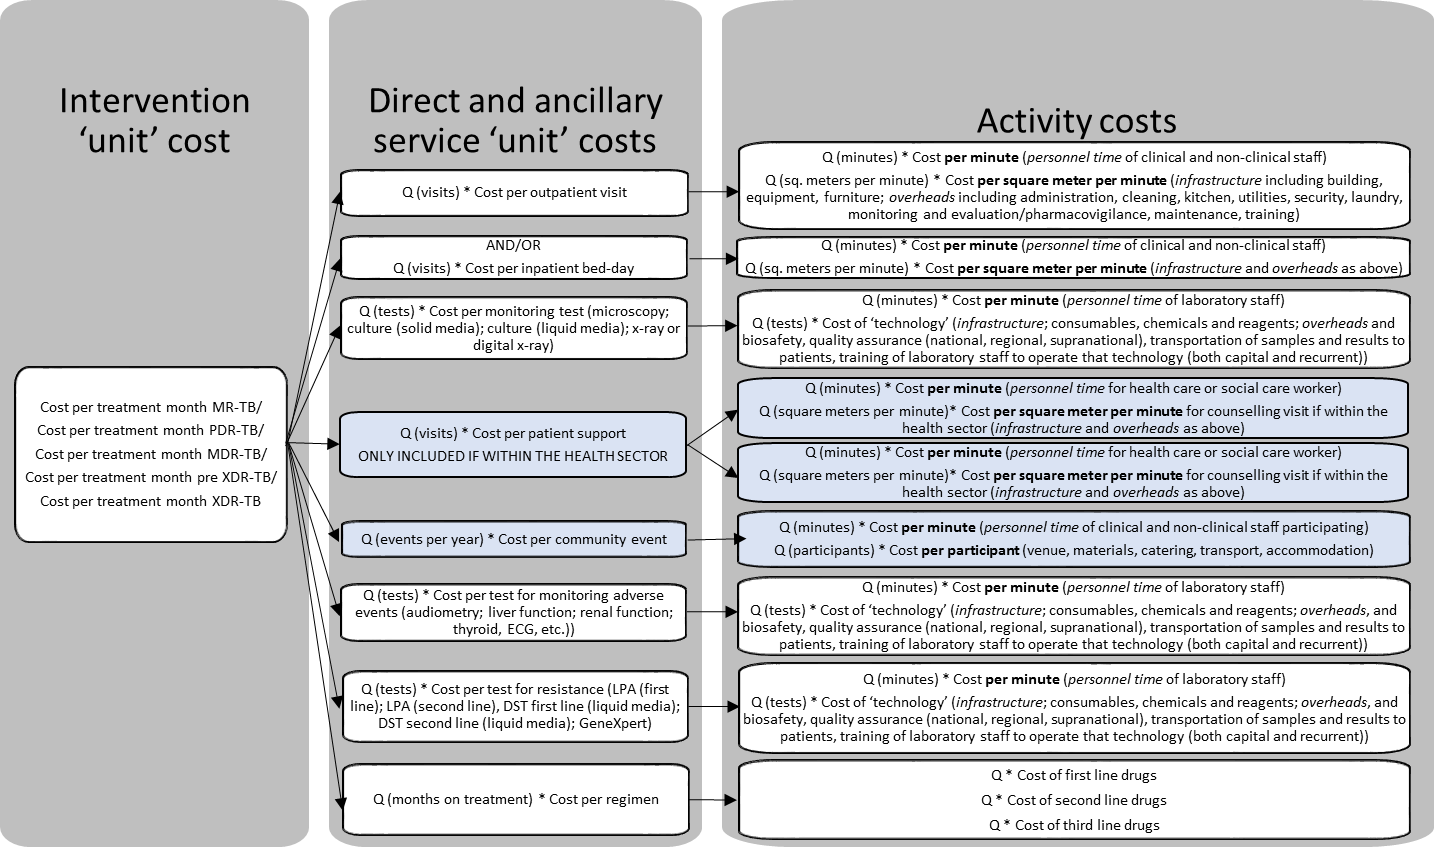 Intervention
‘unit’ cost
Cost per treatment month MR-TB/
Cost per treatment month PDR-TB/
Cost per treatment month MDR-TB/
Cost per treatment month pre XDR-TB/
Cost per treatment month XDR-TB
Direct and ancillary
service ‘unit’ costs
Q (visits) * Cost per outpatient visit
AND/OR
Q (visits) * Cost per inpatient bed-day
Q (tests) * Cost per monitoring test (microscopy;
culture (solid media); culture (liquid media); x-ray or
digital x-ray)
Q (visits) * Cost per patient support
ONLY INCLUDED IF WITHIN THE HEALTH SECTOR
Q (events per year) * Cost per community event
Q (tests) * Cost per test for monitoring adverse
events (audiometry; liver function; renal function;
thyroid, ECG, etc.))
Q (tests) * Cost per test for resistance (LPA (first
line); LPA (second line), DST first line (liquid media);
DST second line (liquid media); GeneXpert)
Q (months on treatment) * Cost per regimen
Activity costs
Q (minutes) * Cost per minute (personnel time of clinical and non-clinical staff)
Q (sq. meters per minute) * Cost per square meter per minute (infrastructure including building,
equipment, furniture; overheads including administration, cleaning, kitchen, utilities, security, laundry,
monitoring and evaluation/pharmacovigilance, maintenance, training)
Q (minutes) * Cost per minute (personnel time of clinical and non-clinical staff)
Q (sq. meters per minute) * Cost per square meter per minute (infrastructure and overheads as above)
Q (minutes) * Cost per minute (personnel time of laboratory staff)
Q (tests) * Cost of ‘technology’ (infrastructure; consumables, chemicals and reagents; overheads and
biosafety, quality assurance (national, regional, supranational), transportation of samples and results to
patients, training of laboratory staff to operate that technology (both capital and recurrent))
Q (minutes) * Cost per minute (personnel time for health care or social care worker)
Q (square meters per minute)* Cost per square meter per minute for counselling visit if within the
health sector (infrastructure and overheads as above)
Q (minutes) * Cost per minute (personnel time for health care or social care worker)
Q (square meters per minute)* Cost per square meter per minute for counselling visit if within the
health sector (infrastructure and overheads as above)
Q (minutes) * Cost per minute (personnel time of clinical and non-clinical staff participating)
Q (participants) * Cost per participant (venue, materials, catering, transport, accommodation)
Q (minutes) * Cost per minute (personnel time of laboratory staff)
Q (tests) * Cost of ‘technology’ (infrastructure; consumables, chemicals and reagents; overheads, and
biosafety, quality assurance (national, regional, supranational), transportation of samples and results to
patients, training of laboratory staff to operate that technology (both capital and recurrent))
Q (minutes) * Cost per minute (personnel time of laboratory staff)
Q (tests) * Cost of ‘technology’ (infrastructure; consumables, chemicals and reagents; overheads, and
biosafety, quality assurance (national, regional, supranational), transportation of samples and results to
patients, training of laboratory staff to operate that technology (both capital and recurrent))
Q * Cost of first line drugs
Q * Cost of second line drugs
Q * Cost of third line drugs